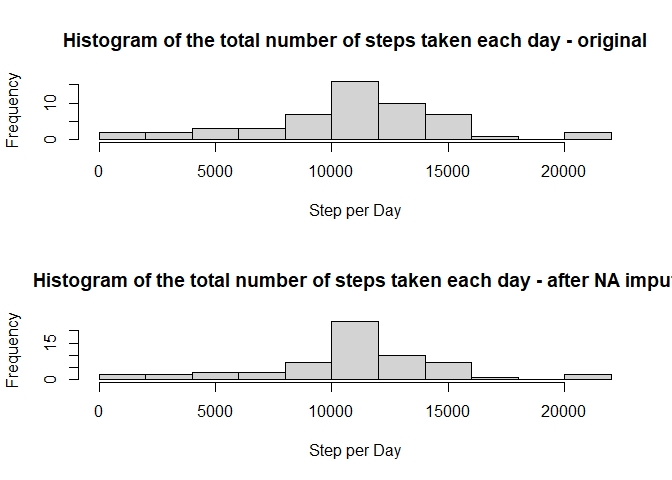 Histogram of the total number of steps taken each day - original
Frequency
10
0
0 5000 10000 15000 20000
Step per Day
Histogram of the total number of steps taken each day - after NA
Frequency
15
0
0 5000 10000 15000 20000
Step per Day